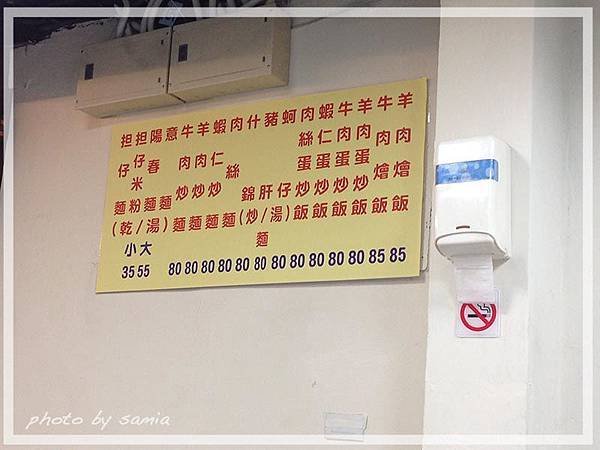 担仔麵
担仔米粉
陽春麵
意麵
(乾/湯)
小 大
35 55
牛肉炒麵
羊肉炒麵
蝦仁炒麵
肉絲麵
什錦
豬肝
蚵仔
(炒/湯)
麵
肉絲蛋炒飯
蝦仁蛋炒飯
牛肉蛋炒飯
羊肉蛋炒飯
牛肉燴飯
羊肉燴飯
80 80 80 80 80 80 80 80 80 80 80 85 85
photo by samia